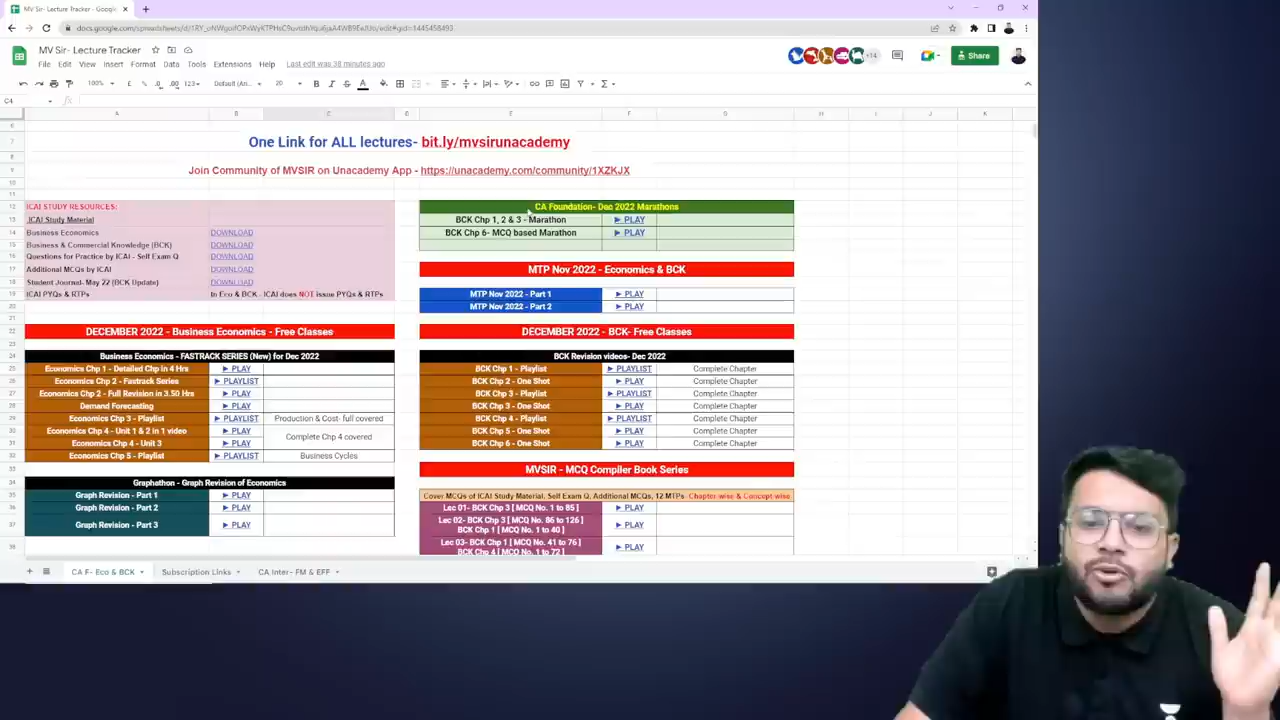 MV Sir- Lecture Tracker - Google
MV Sir- Lecture Tracker
File Edit View Insert Format Data Tools Extensions Help Last edit was 38 minutes ago
+14 Share
100% Default (Ari... 20
C4
A B C D E F G H I J K
One Link for ALL lectures- bit.ly/mvsirunacademy
Join Community of MVSIR on Unacademy App - https://unacademy.com/community/1XZKJX
ICAI STUDY RESOURCES:
ICAI Study Material
Business Economics DOWNLOAD
Business & Commercial Knowledge (BCK) DOWNLOAD
Questions for Practice by ICAI - Self Exam Q DOWNLOAD
Additional MCQs by ICAI DOWNLOAD
Student Journal- May 22 (BCK Update) DOWNLOAD
ICAI PYQs & RTPs In Eco & BCK - ICAI does NOT issue PYQs & RTPs
CA Foundation- Dec 2022 Marathons
BCK Chp 1, 2 & 3 - Marathon ► PLAY
BCK Chp 6- MCQ based Marathon ► PLAY
MTP Nov 2022 - Economics & BCK
MTP Nov 2022 - Part 1 ► PLAY
MTP Nov 2022 - Part 2 ► PLAY
DECEMBER 2022 - Business Economics - Free Classes
Business Economics - FASTRACK SERIES (New) for Dec 2022
Economics Chp 1 - Detailed Chp in 4 Hrs ► PLAY
Economics Chp 2 - Fastrack Series ► PLAYLIST
Economics Chp 2 - Full Revision in 3.50 Hrs ► PLAY
Demand Forecasting ► PLAY
Economics Chp 3 - Playlist ► PLAYLIST Production & Cost- full covered
Economics Chp 4 - Unit 1 & 2 in 1 video ► PLAY Complete Chp 4 covered
Economics Chp 4 - Unit 3 ► PLAY
Economics Chp 5 - Playlist ► PLAYLIST Business Cycles
Graphathon - Graph Revision of Economics
Graph Revision - Part 1 ► PLAY
Graph Revision - Part 2 ► PLAY
Graph Revision - Part 3 ► PLAY
DECEMBER 2022 - BCK- Free Classes
BCK Revision videos- Dec 2022
BCK Chp 1 - Playlist ► PLAYLIST Complete Chapter
BCK Chp 2 - One Shot ► PLAY Complete Chapter
BCK Chp 3 - Playlist ► PLAYLIST Complete Chapter
BCK Chp 3 - One Shot ► PLAY Complete Chapter
BCK Chp 4 - Playlist ► PLAYLIST Complete Chapter
BCK Chp 5 - One Shot ► PLAY Complete Chapter
BCK Chp 6 - One Shot ► PLAY Complete Chapter
MVSIR - MCQ Compiler Book Series
Cover MCQs of ICAI Study Material, Self Exam Q, Additional MCQs, 12 MTPs- Chapter-wise & Concept-wise
Lec 01- BCK Chp 3 [ MCQ No. 1 to 85 ] ► PLAY
Lec 02- BCK Chp 3 [ MCQ No. 86 to 126 ]
BCK Chp 1 [ MCQ No. 1 to 40 ] ► PLAY
Lec 03- BCK Chp 1 [ MCQ No. 41 to 76 ]
BCK Chp 4 [ MCQ No. 1 to 72 ] ► PLAY
CA F- Eco & BCK Subscription Links CA Inter- FM & EFF